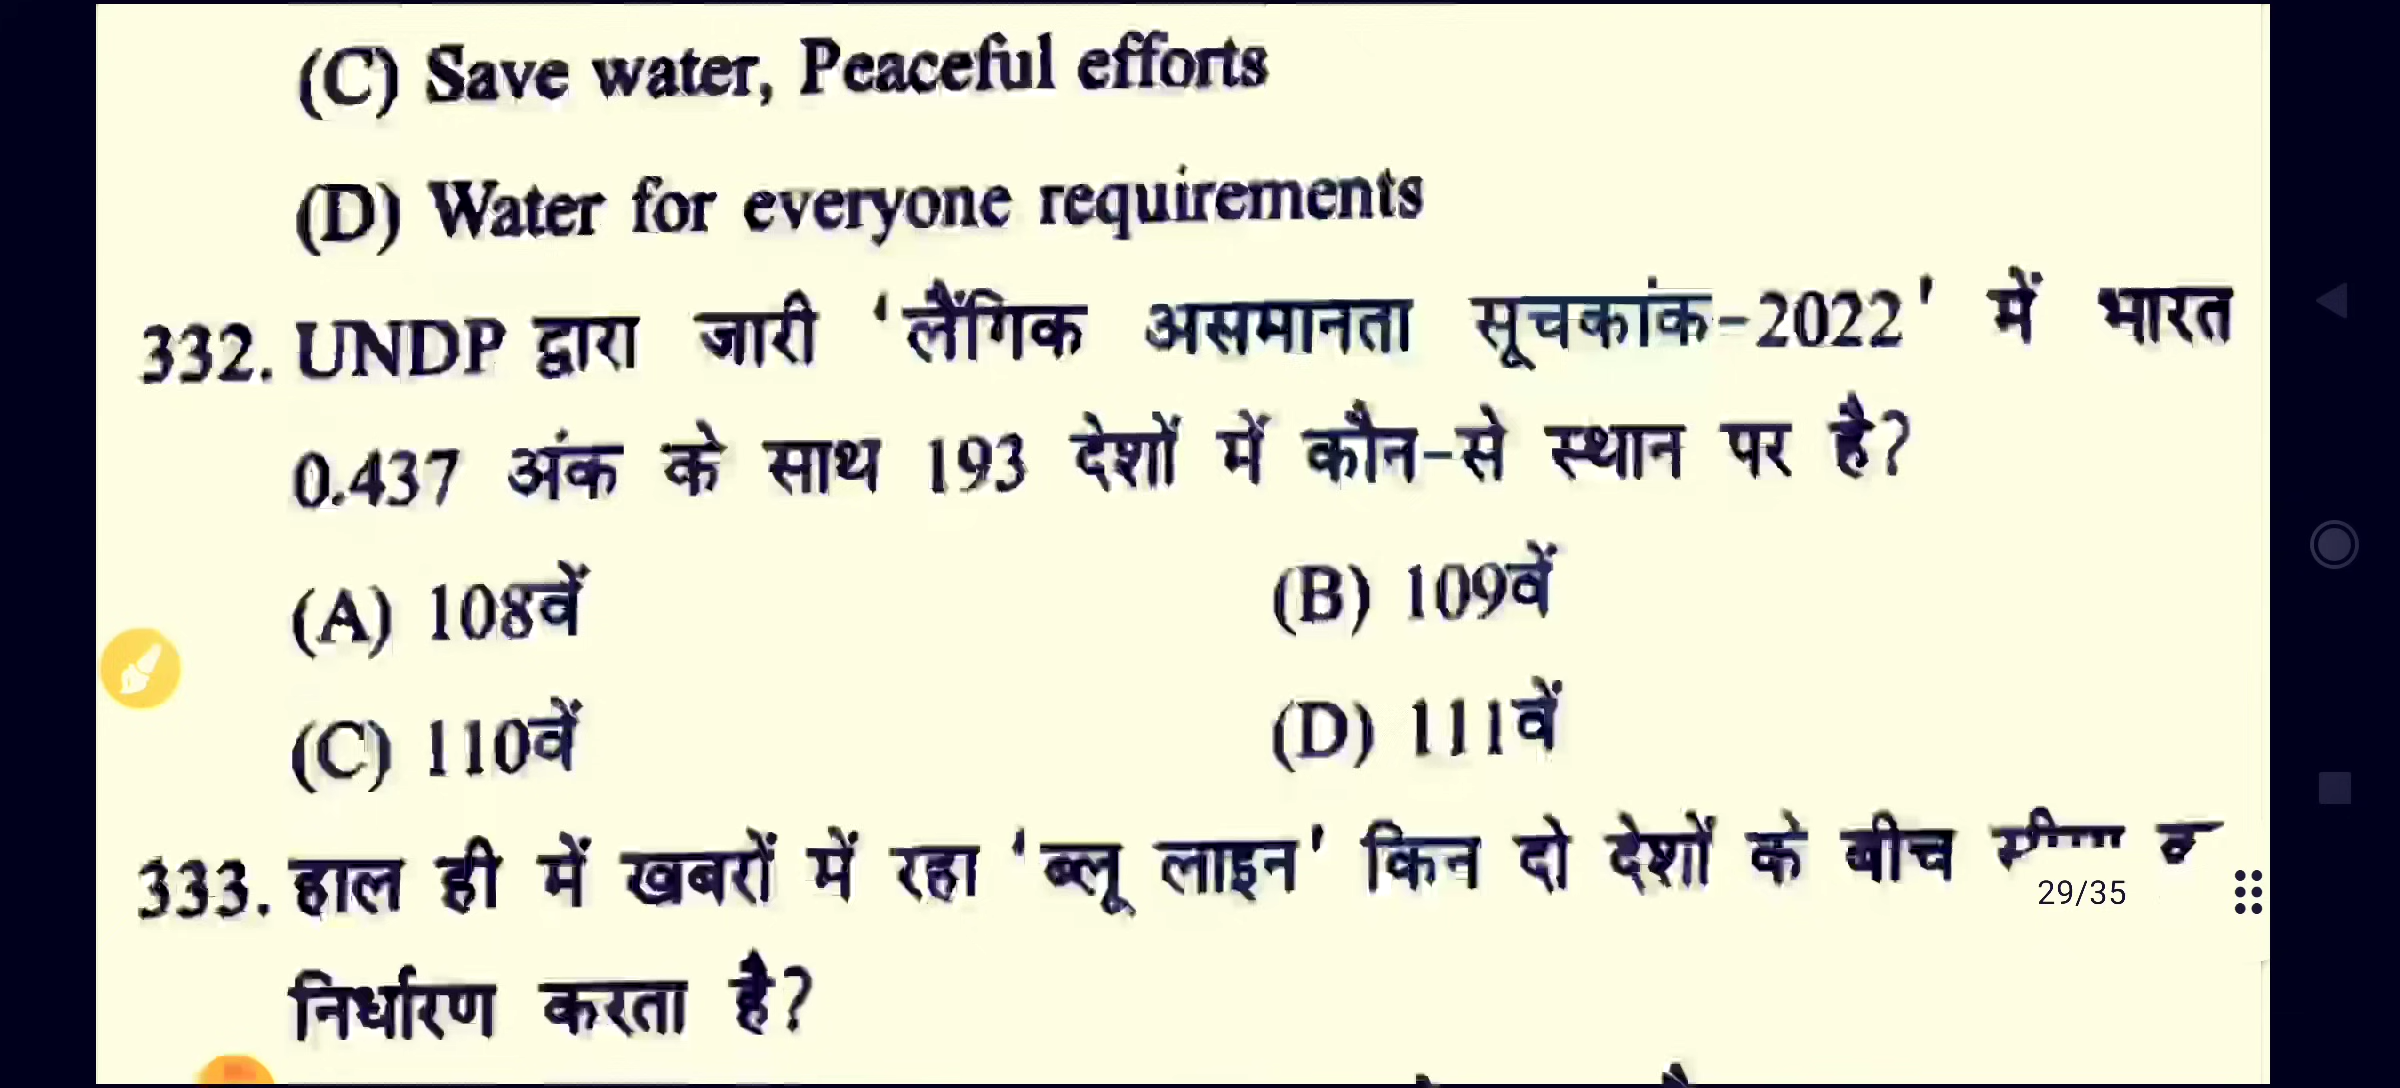 (C) Save water, Peaceful efforts
(D) Water for everyone requirements
332. UNDP द्वारा जारी 'लैंगिक असमानता सूचकांक-2022' में भारत
0.437 अंक के साथ 193 देशों में कौन-से स्थान पर है?
(A) 108वें
(B) 109वें
(C) 110वें
(D) 111वें
333. हाल ही में खबरों में रहा 'ब्लू लाइन' किन दो देशों के बीच
29/35
निर्धारण करता है?